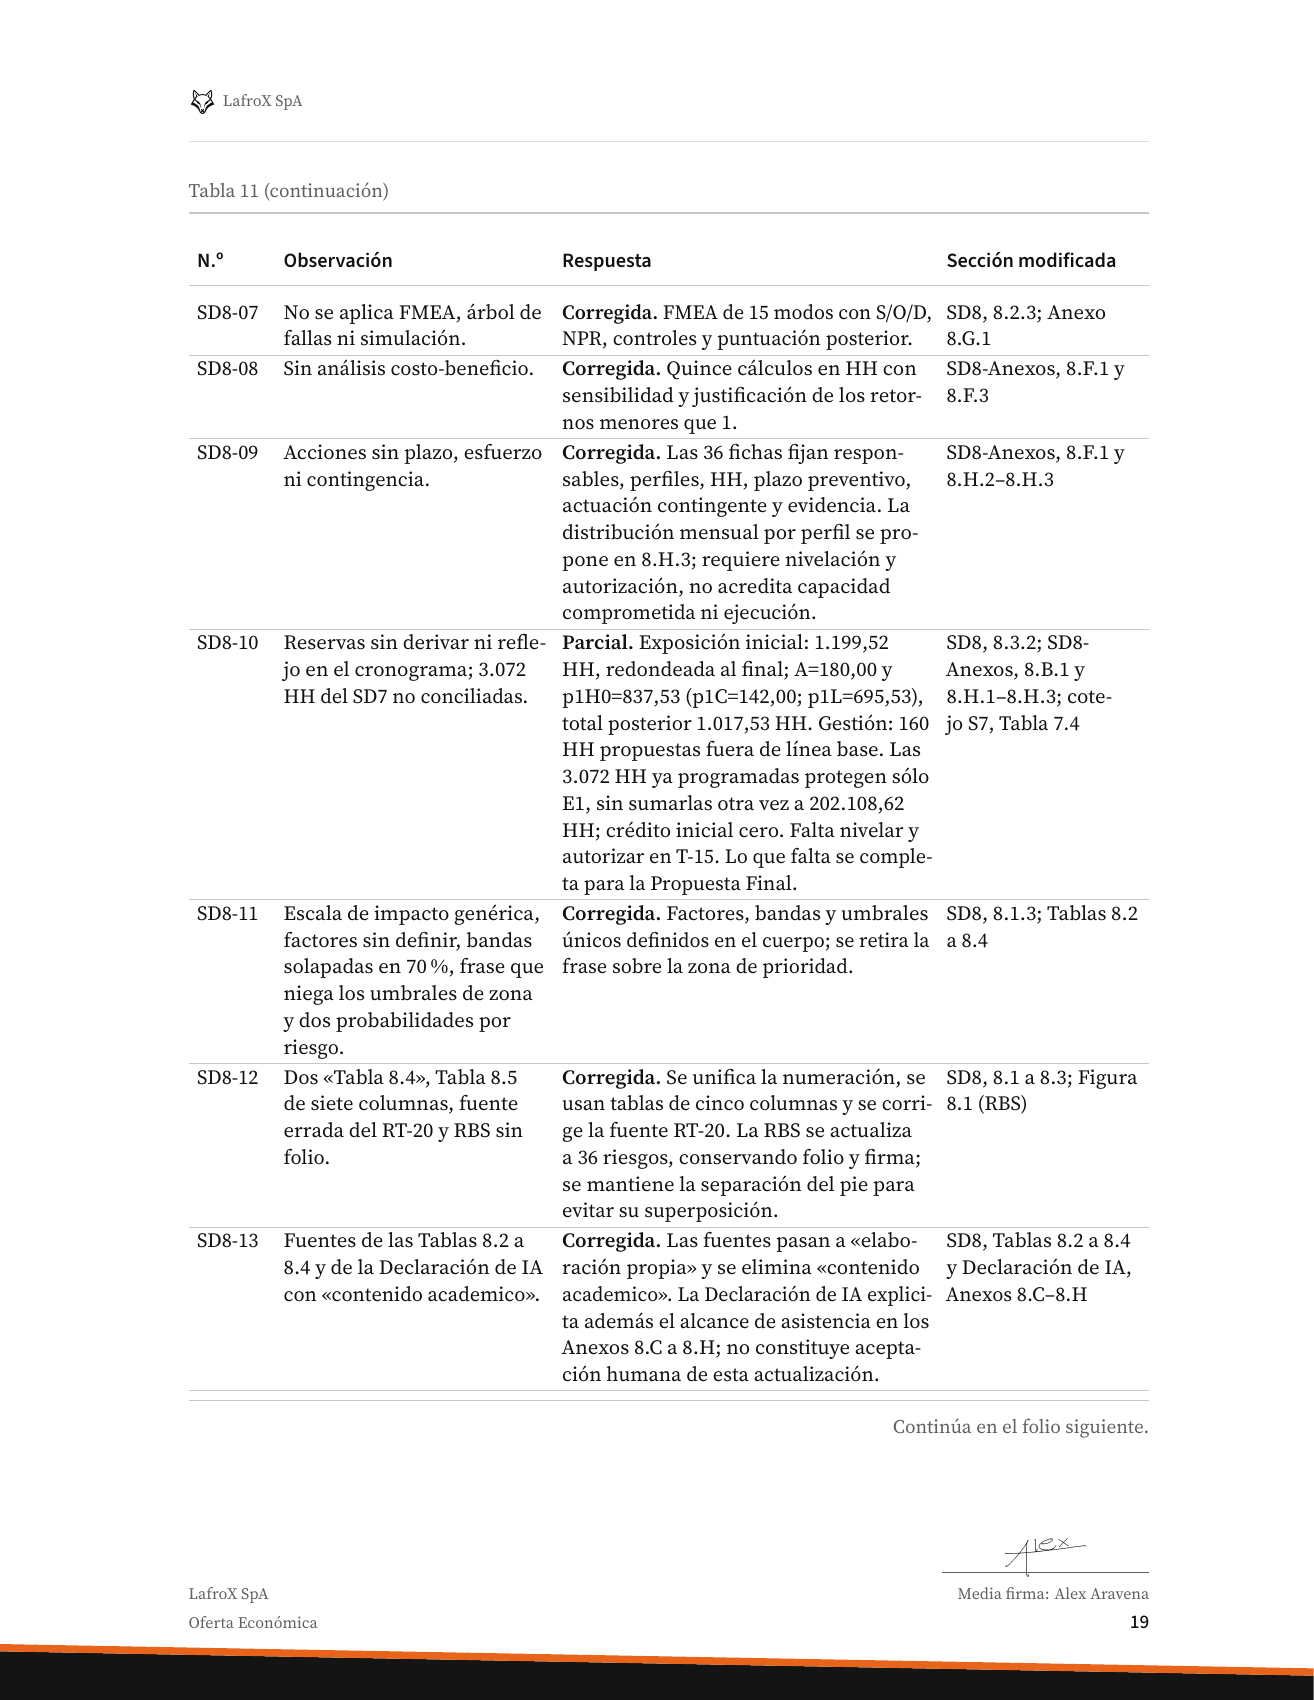 LafroX SpA
Tabla 11 (continuación)
N.º Observación Respuesta Sección modificada
SD8-07 No se aplica FMEA, árbol de Corregida. FMEA de 15 modos con S/O/D, SD8, 8.2.3; Anexo
fallas ni simulación. NPR, controles y puntuación posterior. 8.G.1
SD8-08 Sin análisis costo-beneficio. Corregida. Quince cálculos en HH con SD8-Anexos, 8.F.1 y
sensibilidad y justificación de los retor- 8.F.3
nos menores que 1.
SD8-09 Acciones sin plazo, esfuerzo Corregida. Las 36 fichas fijan respon- SD8-Anexos, 8.F.1 y
ni contingencia. sables, perfiles, HH, plazo preventivo, 8.H.2–8.H.3
actuación contingente y evidencia. La
distribución mensual por perfil se pro-
pone en 8.H.3; requiere nivelación y
autorización, no acredita capacidad
comprometida ni ejecución.
SD8-10 Reservas sin derivar ni refle- Parcial. Exposición inicial: 1.199,52 SD8, 8.3.2; SD8-
jo en el cronograma; 3.072 HH, redondeada al final; A=180,00 y Anexos, 8.B.1 y
HH del SD7 no conciliadas. p1H0=837,53 (p1C=142,00; p1L=695,53), 8.H.1–8.H.3; cote-
total posterior 1.017,53 HH. Gestión: 160 jo S7, Tabla 7.4
HH propuestas fuera de línea base. Las
3.072 HH ya programadas protegen sólo
E1, sin sumarlas otra vez a 202.108,62
HH; crédito inicial cero. Falta nivelar y
autorizar en T-15. Lo que falta se comple-
ta para la Propuesta Final.
SD8-11 Escala de impacto genérica, Corregida. Factores, bandas y umbrales SD8, 8.1.3; Tablas 8.2
factores sin definir, bandas únicos definidos en el cuerpo; se retira la a 8.4
solapadas en 70 %, frase que frase sobre la zona de prioridad.
niega los umbrales de zona
y dos probabilidades por
riesgo.
SD8-12 Dos «Tabla 8.4», Tabla 8.5 Corregida. Se unifica la numeración, se SD8, 8.1 a 8.3; Figura
de siete columnas, fuente usan tablas de cinco columnas y se corri- 8.1 (RBS)
errada del RT-20 y RBS sin ge la fuente RT-20. La RBS se actualiza
folio. a 36 riesgos, conservando folio y firma;
se mantiene la separación del pie para
evitar su superposición.
SD8-13 Fuentes de las Tablas 8.2 a Corregida. Las fuentes pasan a «elabo- SD8, Tablas 8.2 a 8.4
8.4 y de la Declaración de IA ración propia» y se elimina «contenido y Declaración de IA,
con «contenido academico». academico». La Declaración de IA explici- Anexos 8.C–8.H
ta además el alcance de asistencia en los
Anexos 8.C a 8.H; no constituye acepta-
ción humana de esta actualización.
Continúa en el folio siguiente.
Alex
LafroX SpA Media firma: Alex Aravena
Oferta Económica 19